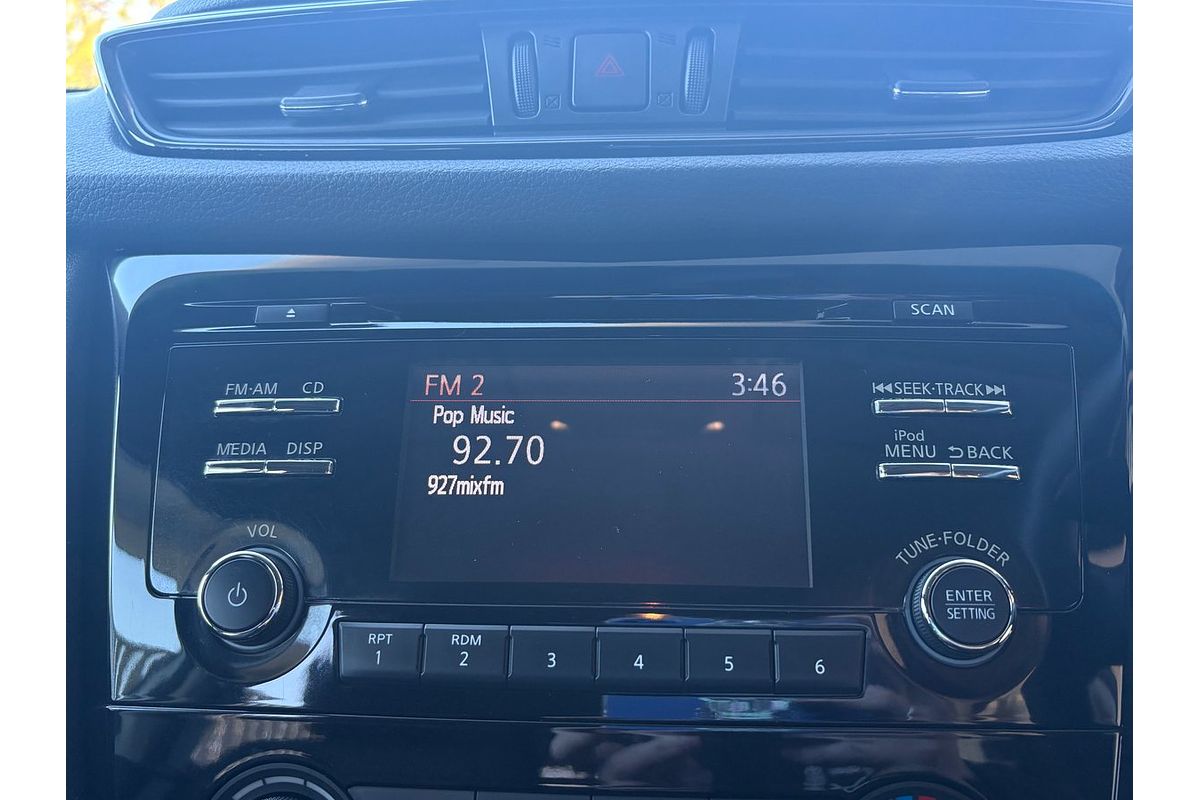 SCAN
FM·AM CD
FM 2 3:46
SEEK·TRACK
Pop Music
iPod
MENU BACK
MEDIA DISP
92.70
927mixfm
VOL
TUNE·FOLDER
ENTER
SETTING
RPT RDM
1 2 3 4 5 6